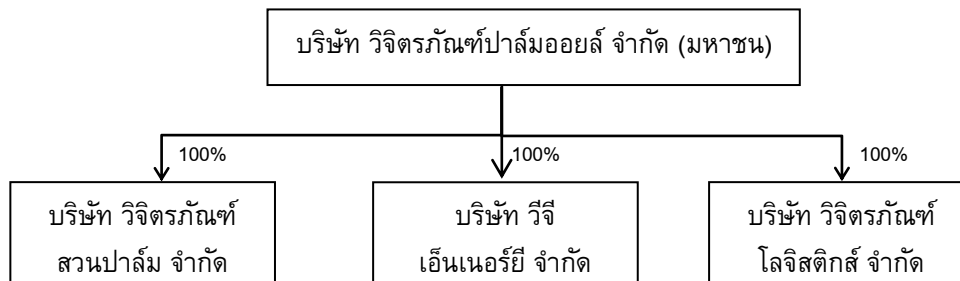 บริษัท วิจิตรภัณฑ์ปาล์มออยล์ จำกัด (มหาชน)
100%
100%
100%
บริษัท วิจิตรภัณฑ์
สวนปาล์ม จำกัด
บริษัท วีจี
เอ็นเนอร์ยี จำกัด
บริษัท วิจิตรภัณฑ์
โลจิสติกส์ จำกัด